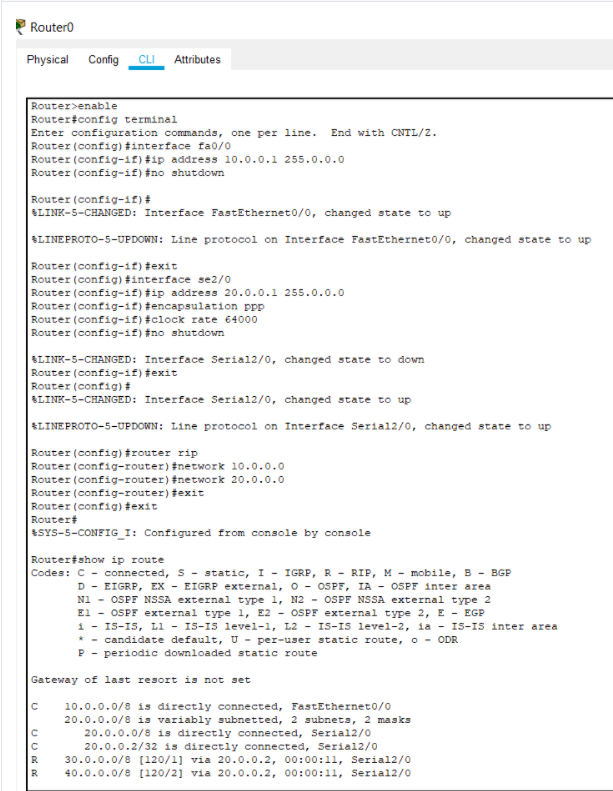 Router0
Physical Config CLI Attributes
Router>enable
Router#config terminal
Enter configuration commands, one per line. End with CNTL/Z.
Router(config)#interface fa0/0
Router(config-if)#ip address 10.0.0.1 255.0.0.0
Router(config-if)#no shutdown
Router(config-if)#
%LINK-5-CHANGED: Interface FastEthernet0/0, changed state to up
%LINEPROTO-5-UPDOWN: Line protocol on Interface FastEthernet0/0, changed state to up
Router(config-if)#exit
Router(config)#interface se2/0
Router(config-if)#ip address 20.0.0.1 255.0.0.0
Router(config-if)#encapsulation ppp
Router(config-if)#clock rate 64000
Router(config-if)#no shutdown
%LINK-5-CHANGED: Interface Serial2/0, changed state to down
Router(config-if)#exit
Router(config)#
%LINK-5-CHANGED: Interface Serial2/0, changed state to up
%LINEPROTO-5-UPDOWN: Line protocol on Interface Serial2/0, changed state to up
Router(config)#router rip
Router(config-router)#network 10.0.0.0
Router(config-router)#network 20.0.0.0
Router(config-router)#exit
Router(config)#exit
Router#
%SYS-5-CONFIG_I: Configured from console by console
Router#show ip route
Codes: C - connected, S - static, I - IGRP, R - RIP, M - mobile, B - BGP
D - EIGRP, EX - EIGRP external, O - OSPF, IA - OSPF inter area
N1 - OSPF NSSA external type 1, N2 - OSPF NSSA external type 2
E1 - OSPF external type 1, E2 - OSPF external type 2, E - EGP
i - IS-IS, L1 - IS-IS level-1, L2 - IS-IS level-2, ia - IS-IS inter area
* - candidate default, U - per-user static route, o - ODR
P - periodic downloaded static route
Gateway of last resort is not set
C 10.0.0.0/8 is directly connected, FastEthernet0/0
20.0.0.0/8 is variably subnetted, 2 subnets, 2 masks
C 20.0.0.0/8 is directly connected, Serial2/0
C 20.0.0.2/32 is directly connected, Serial2/0
R 30.0.0.0/8 [120/1] via 20.0.0.2, 00:00:11, Serial2/0
R 40.0.0.0/8 [120/2] via 20.0.0.2, 00:00:11, Serial2/0